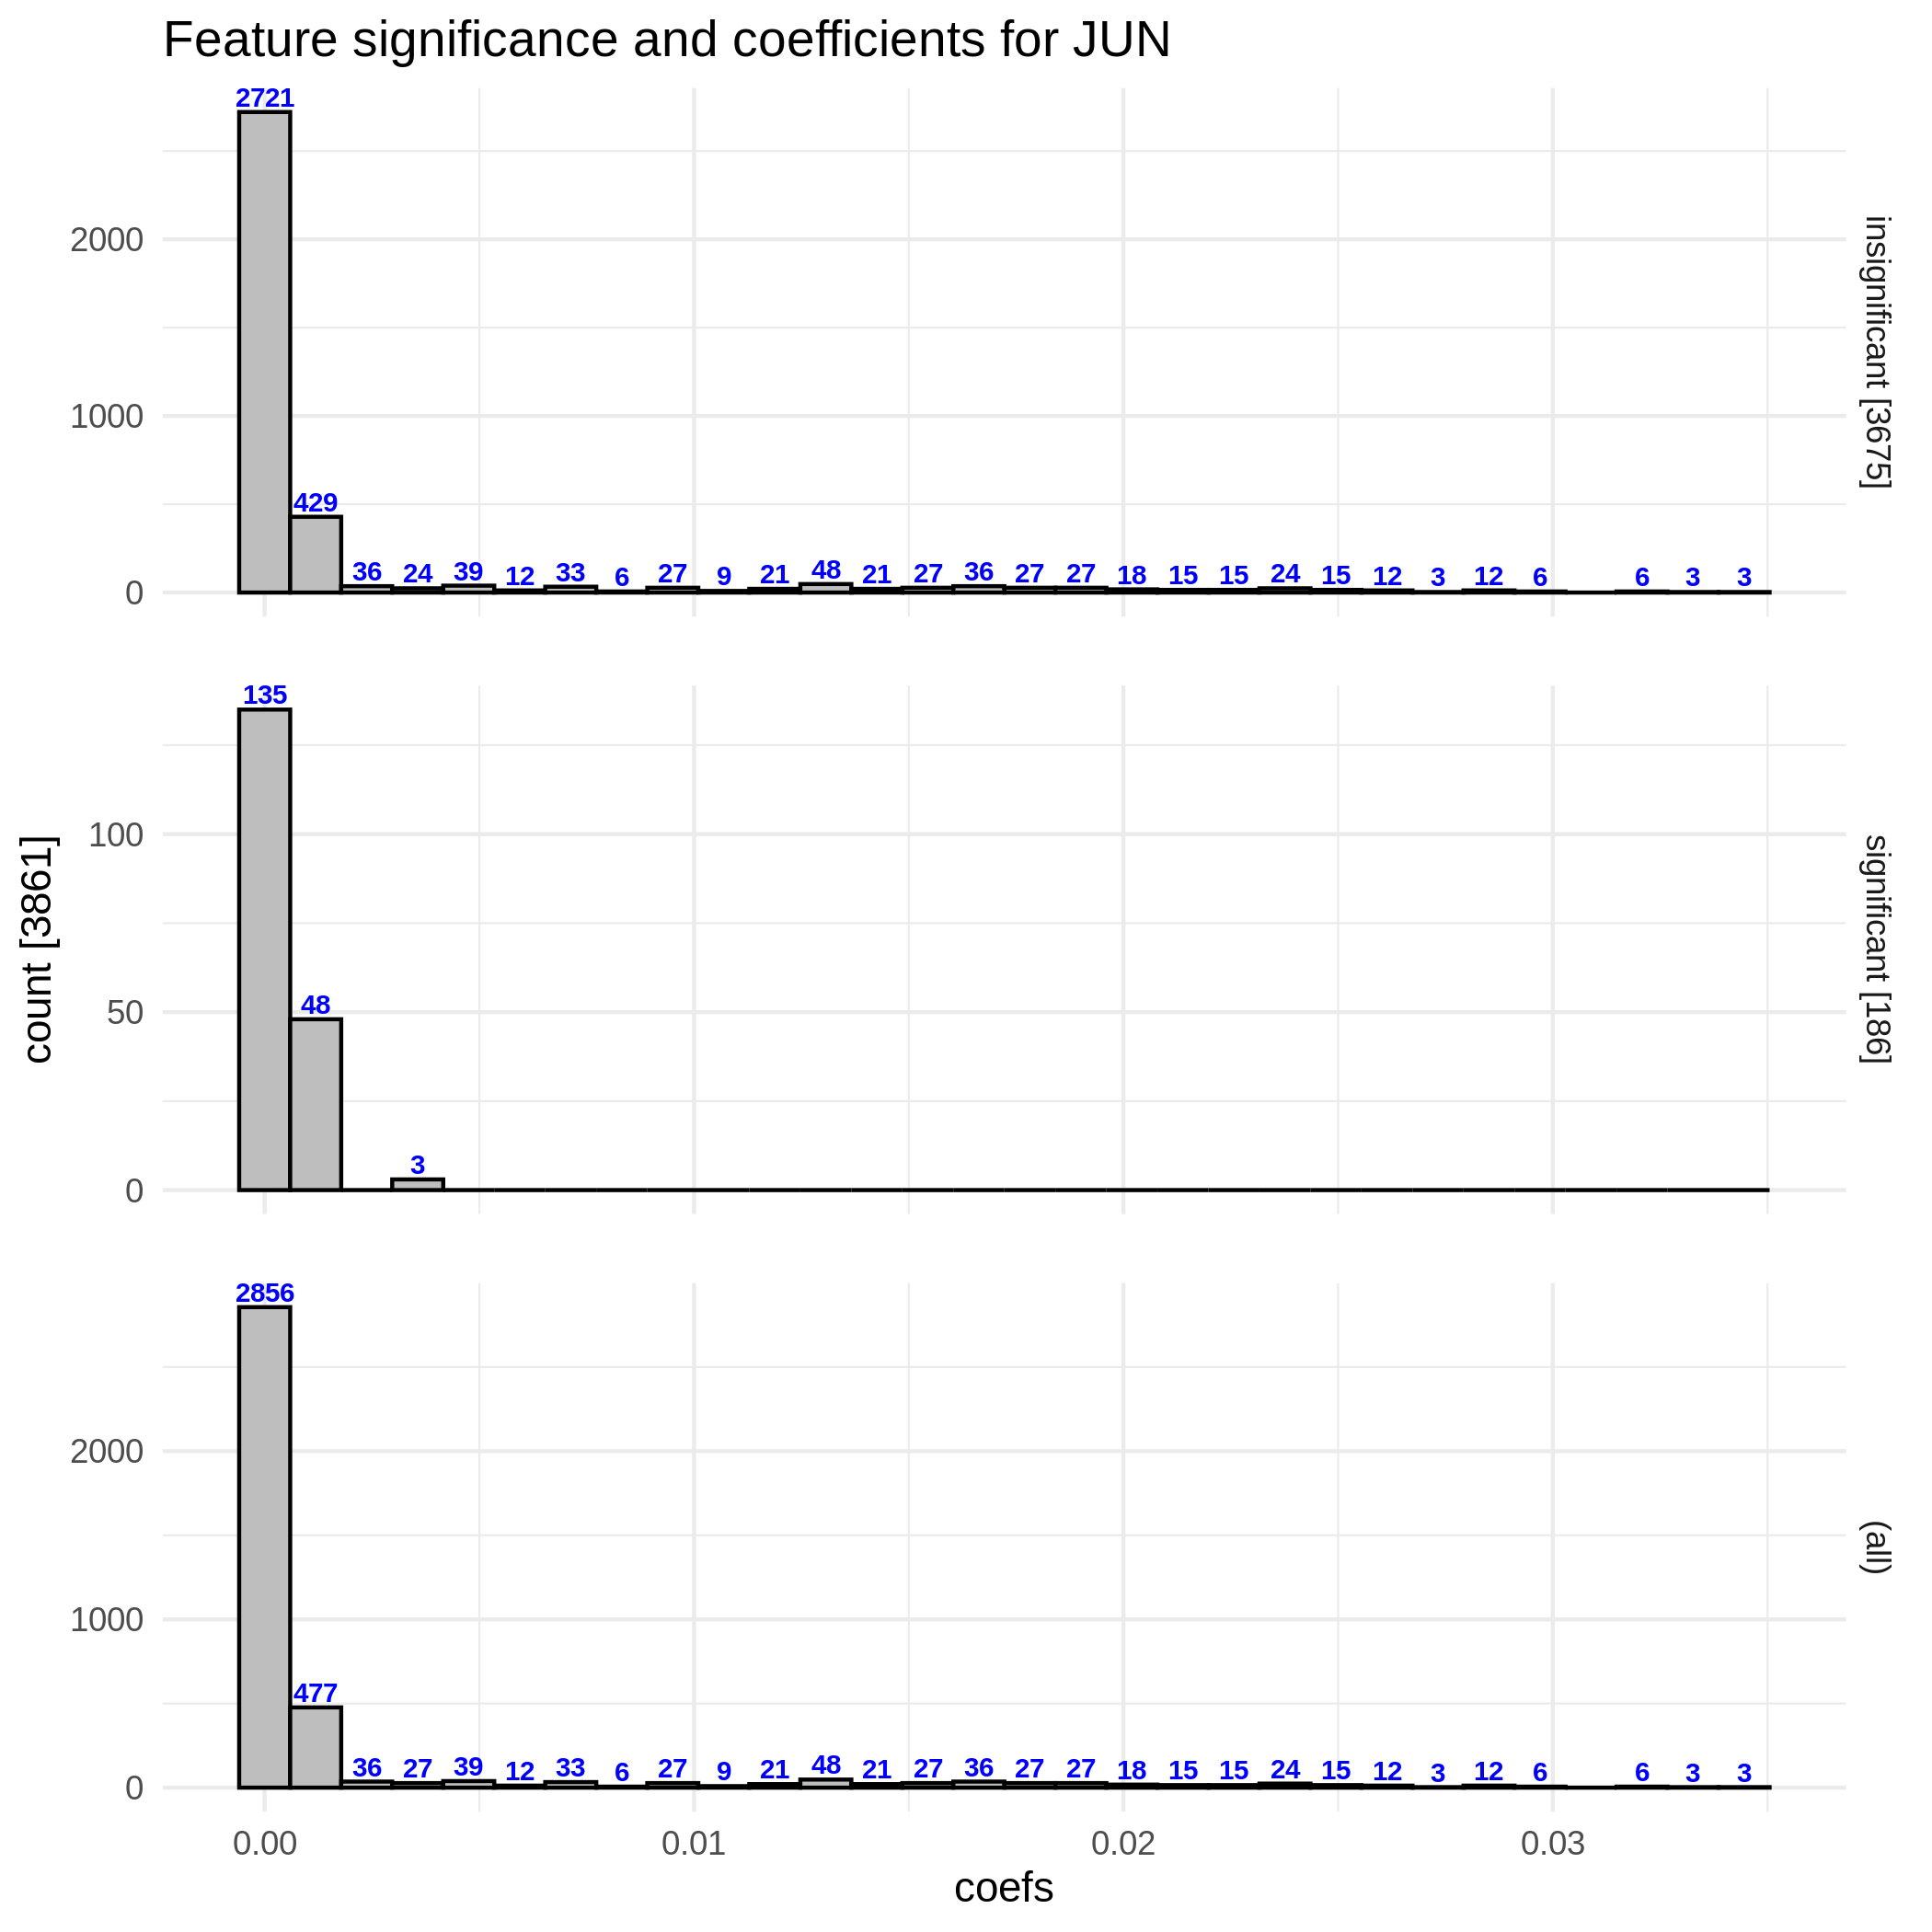 Feature significance and coefficients for JUN
2721
429
36 24 39 12 33 6 27 9 21 48 21 27 36 27 27 18 15 15 24 15 12 3 12 6 6 3 3
2000
1000
0
insignificant [3675]
135
48
3
100
50
0
significant [186]
count [3861]
2856
477
36 27 39 12 33 6 27 9 21 48 21 27 36 27 27 18 15 15 24 15 12 3 12 6 6 3 3
2000
1000
0
(all)
0.00 0.01 0.02 0.03
coefs